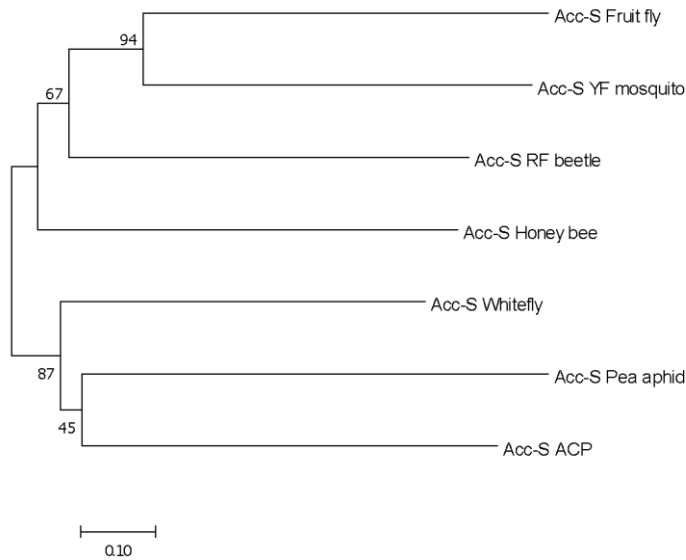 Acc-S Fruit fly
94
Acc-S YF mosquito
67
Acc-S RF beetle
Acc-S Honey bee
Acc-S Whitefly
87
Acc-S Pea aphid
45
Acc-S ACP
0.10